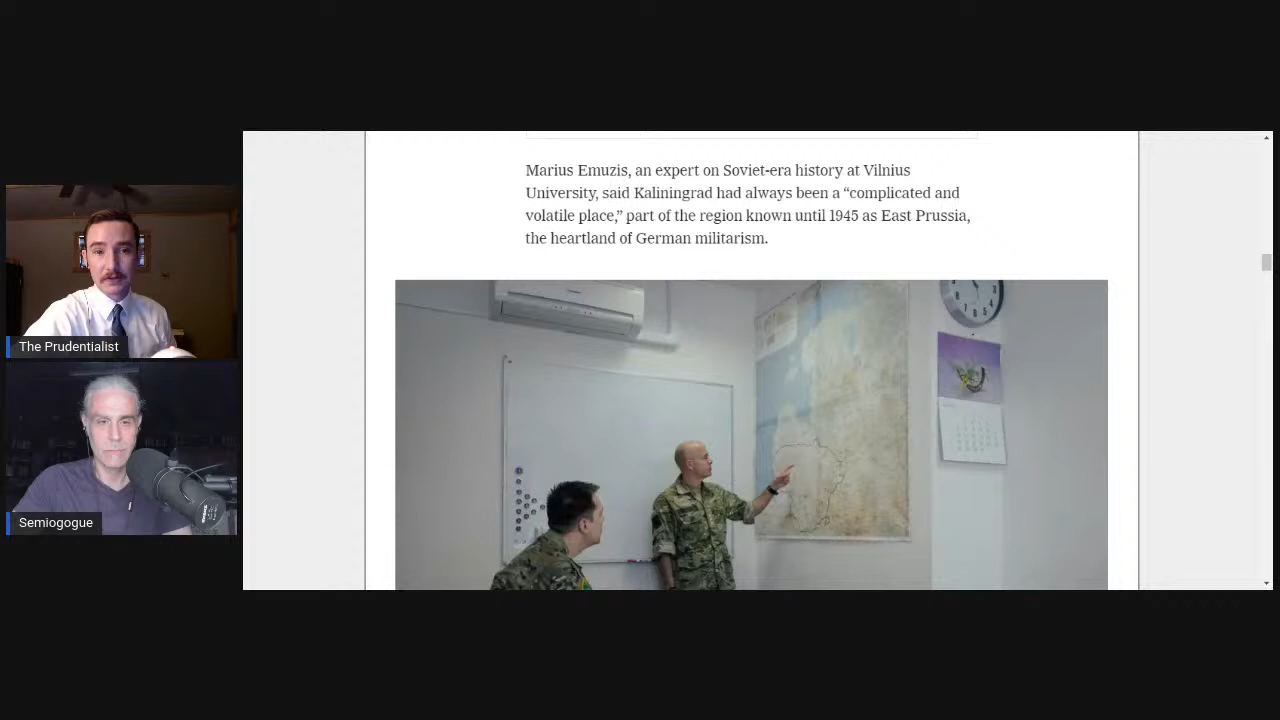 Marius Emuzis, an expert on Soviet-era history at Vilnius
University, said Kaliningrad had always been a “complicated and
volatile place,” part of the region known until 1945 as East Prussia,
the heartland of German militarism.
The Prudentialist
Semiogogue